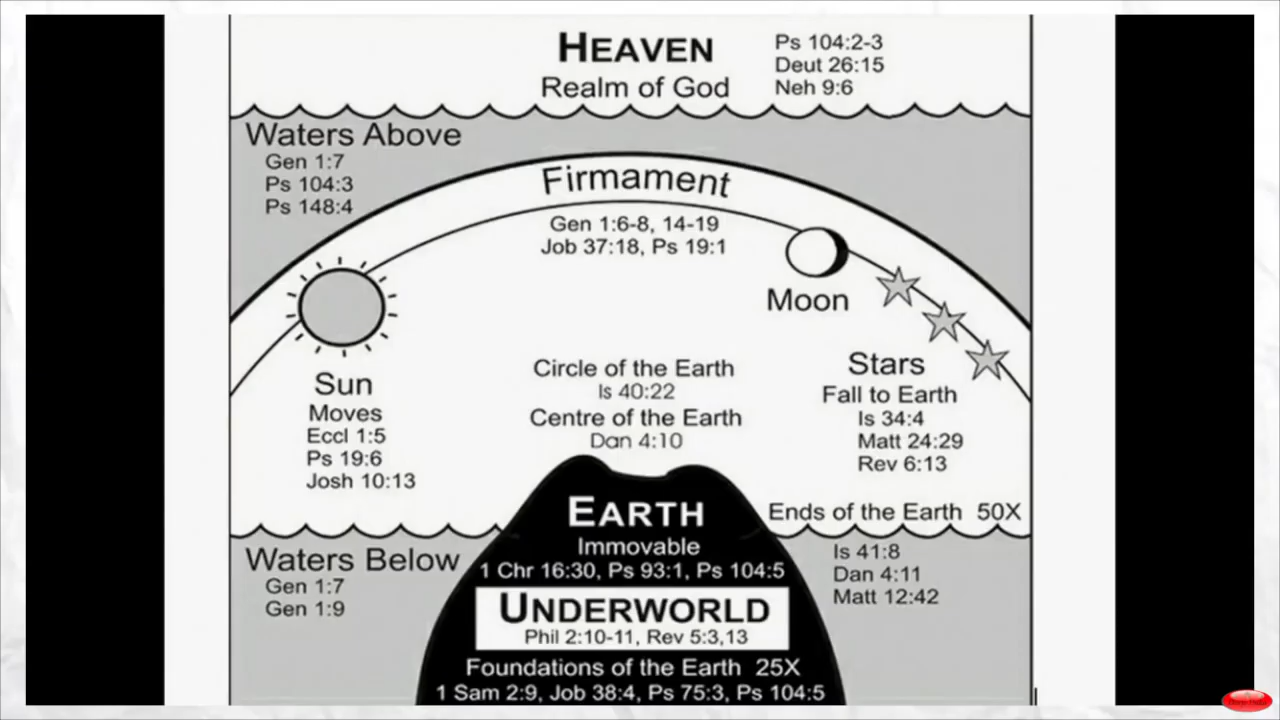 HEAVEN
Realm of God
Ps 104:2-3
Deut 26:15
Neh 9:6
Waters Above
Gen 1:7
Ps 104:3
Ps 148:4
Firmament
Gen 1:6-8, 14-19
Job 37:18, Ps 19:1
Moon
Sun
Moves
Eccl 1:5
Ps 19:6
Josh 10:13
Circle of the Earth
Is 40:22
Centre of the Earth
Dan 4:10
Stars
Fall to Earth
Is 34:4
Matt 24:29
Rev 6:13
Ends of the Earth 50X
Is 41:8
Dan 4:11
Matt 12:42
Waters Below
Gen 1:7
Gen 1:9
EARTH
Immovable
1 Chr 16:30, Ps 93:1, Ps 104:5
UNDERWORLD
Phil 2:10-11, Rev 5:3,13
Foundations of the Earth 25X
1 Sam 2:9, Job 38:4, Ps 75:3, Ps 104:5